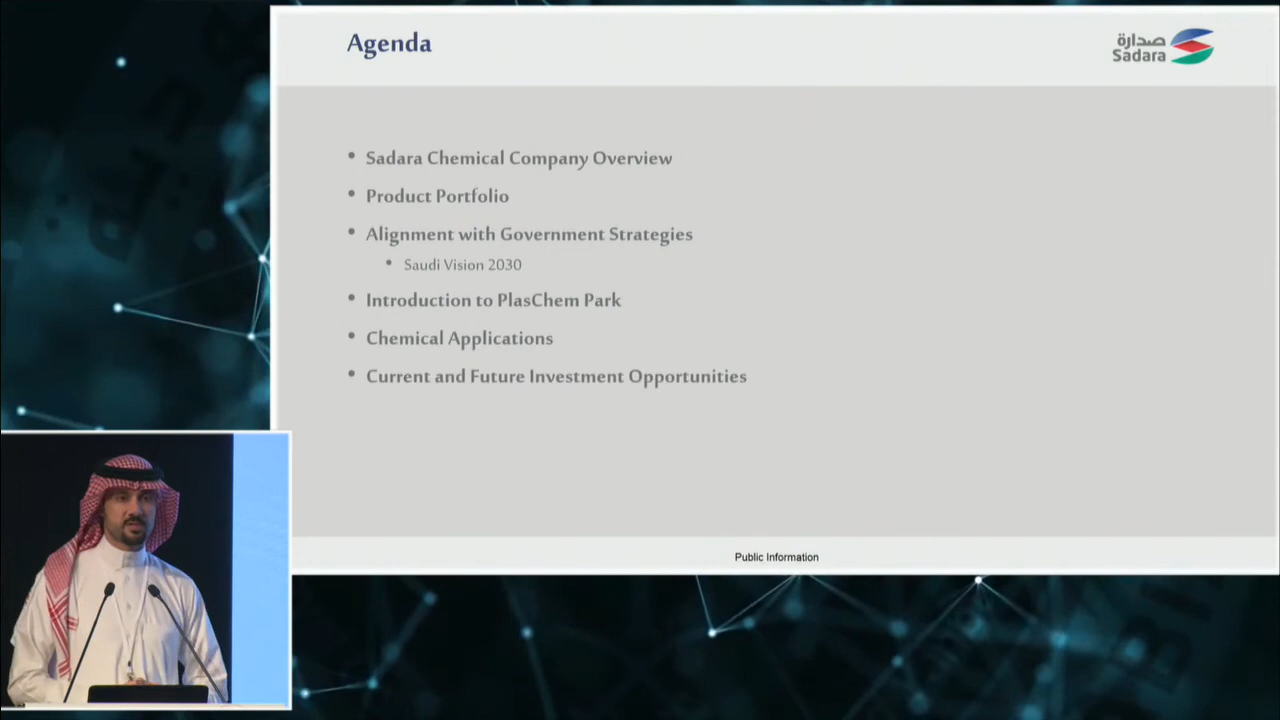 Agenda
صدارة
Sadara
• Sadara Chemical Company Overview
• Product Portfolio
• Alignment with Government Strategies
• Saudi Vision 2030
• Introduction to PlasChem Park
• Chemical Applications
• Current and Future Investment Opportunities
Public Information